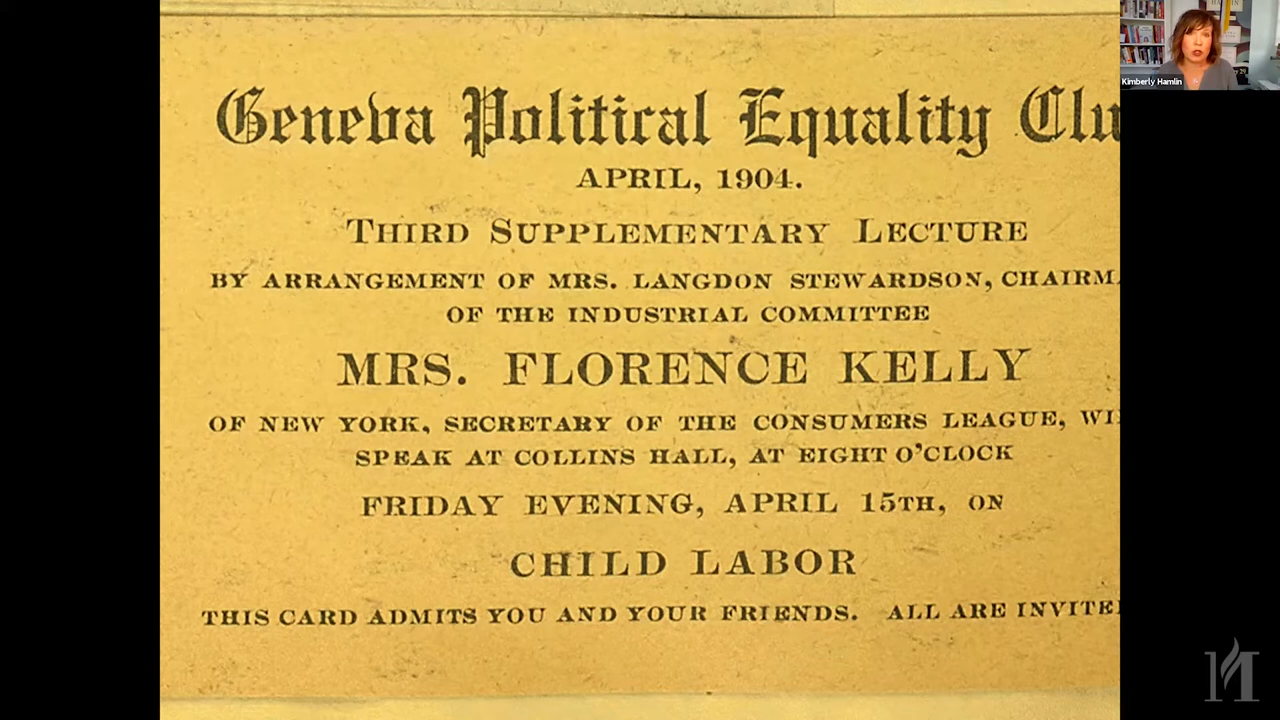 Geneva Political Equality Clu
APRIL, 1904.
THIRD SUPPLEMENTARY LECTURE
BY ARRANGEMENT OF MRS. LANGDON STEWARDSON, CHAIRMA
OF THE INDUSTRIAL COMMITTEE
MRS. FLORENCE KELLY
OF NEW YORK, SECRETARY OF THE CONSUMERS LEAGUE, WI
SPEAK AT COLLINS HALL, AT EIGHT O'CLOCK
FRIDAY EVENING, APRIL 15TH, ON
CHILD LABOR
THIS CARD ADMITS YOU AND YOUR FRIENDS. ALL ARE INVITE
Kimberly Hamlin